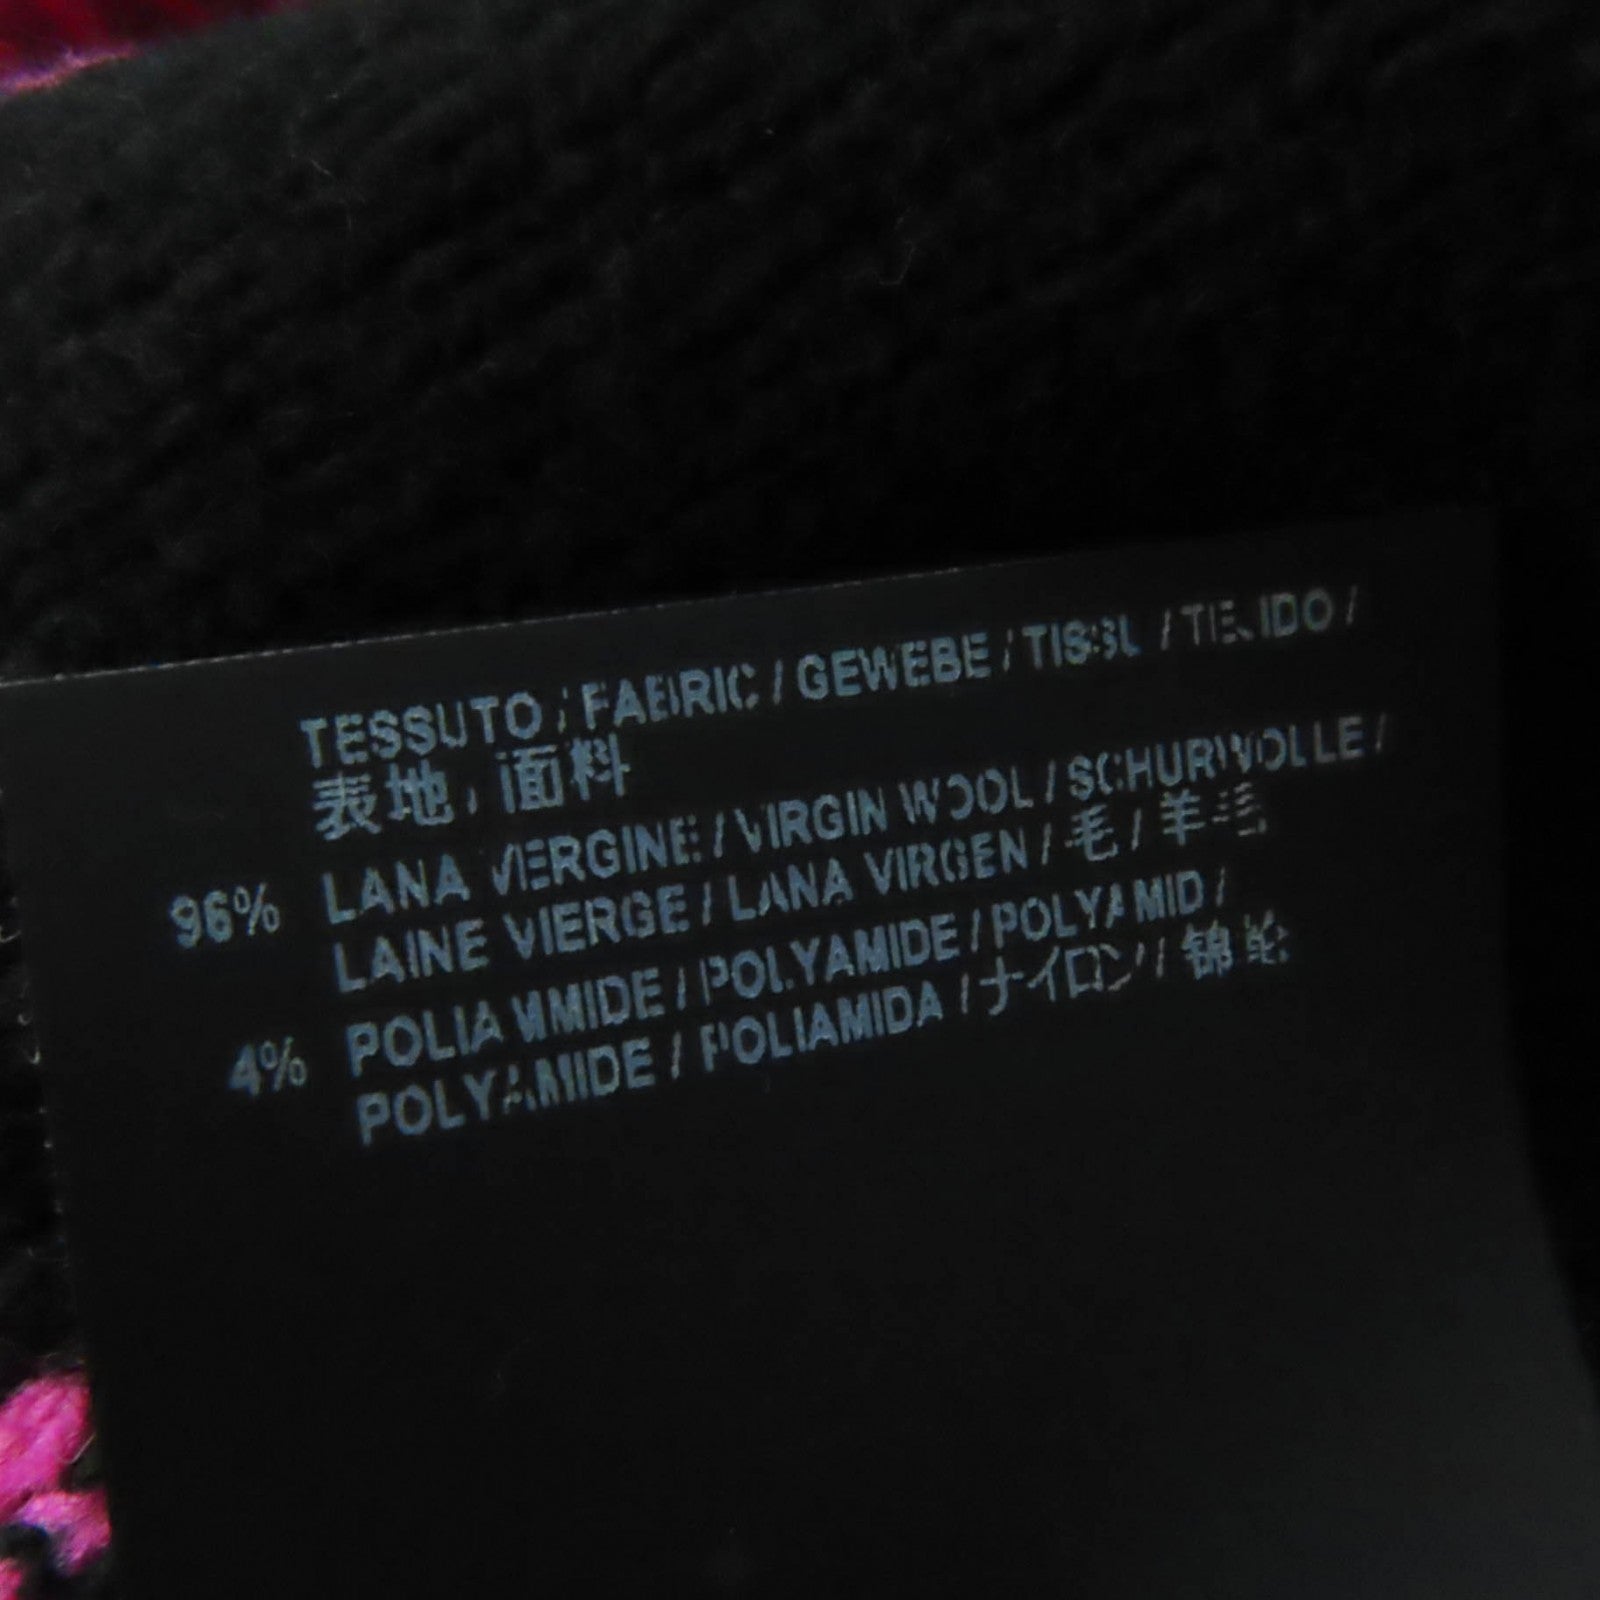 TESSUTO / FABRIC / GEWEBE / TISSU / TEJIDO /
表地 / 面料
96% LANA VERGINE / VIRGIN WOOL / SCHURWOLLE /
LAINE VIERGE / LANA VIRGEN / 毛 / 羊毛
4% POLIAMMIDE / POLYAMIDE / POLYAMID /
POLYAMIDE / POLIAMIDA / ナイロン / 锦纶